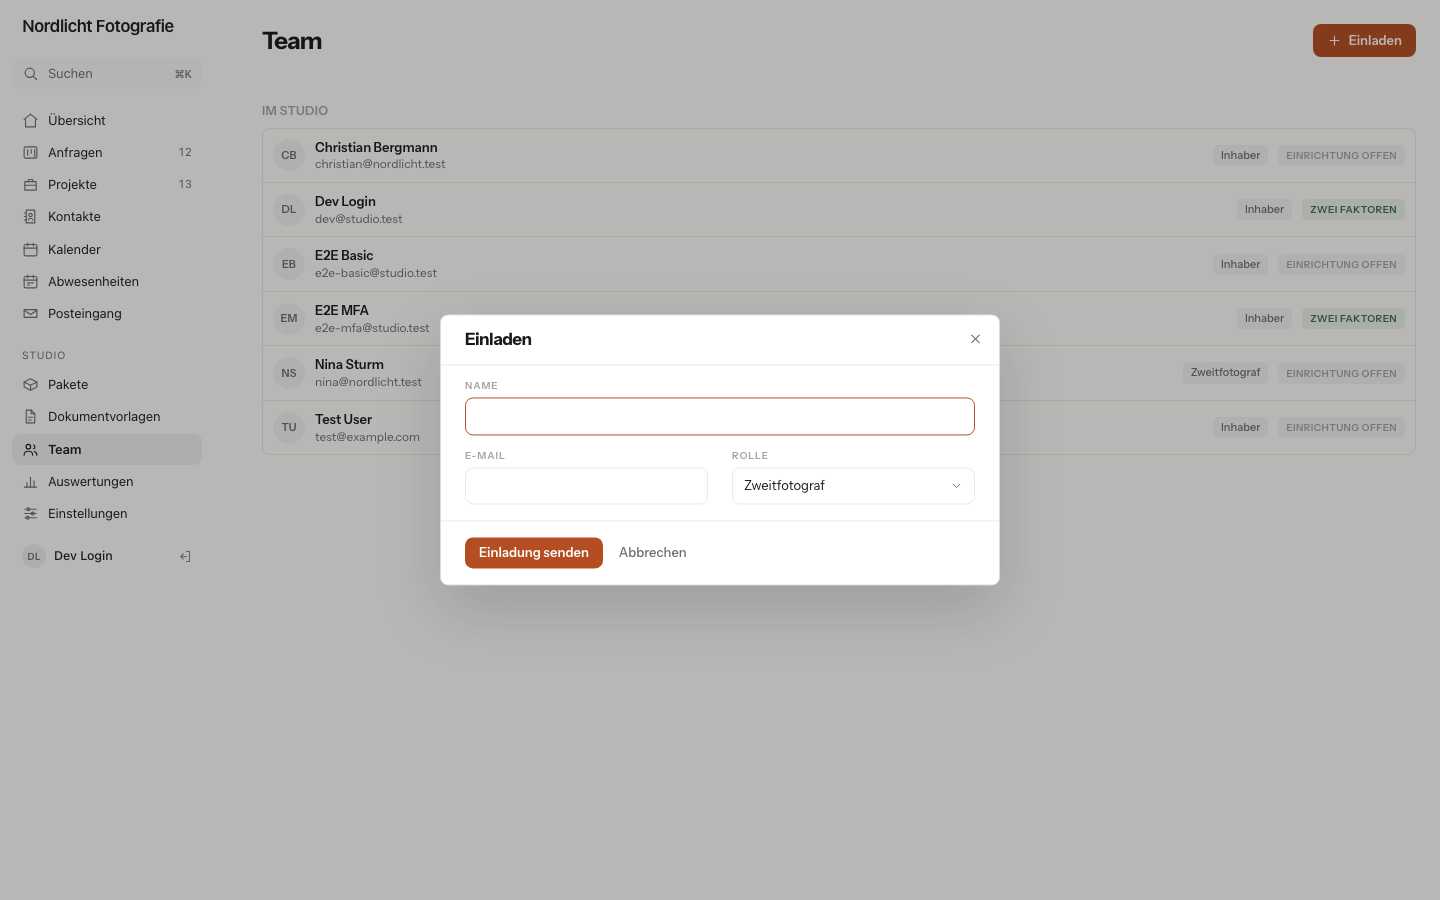 Nordlicht Fotografie
Suchen ⌘K
Übersicht
Anfragen 12
Projekte 13
Kontakte
Kalender
Abwesenheiten
Posteingang
STUDIO
Pakete
Dokumentvorlagen
Team
Auswertungen
Einstellungen
DL Dev Login
Team
Einladen
IM STUDIO
CB Christian Bergmann
christian@nordlicht.test
Inhaber EINRICHTUNG OFFEN
DL Dev Login
dev@studio.test
Inhaber ZWEI FAKTOREN
EB E2E Basic
e2e-basic@studio.test
Inhaber EINRICHTUNG OFFEN
EM E2E MFA
e2e-mfa@studio.test
Inhaber ZWEI FAKTOREN
NS Nina Sturm
nina@nordlicht.test
Zweitfotograf EINRICHTUNG OFFEN
TU Test User
test@example.com
Inhaber EINRICHTUNG OFFEN
Einladen
NAME
E-MAIL ROLLE
Zweitfotograf
Einladung senden Abbrechen